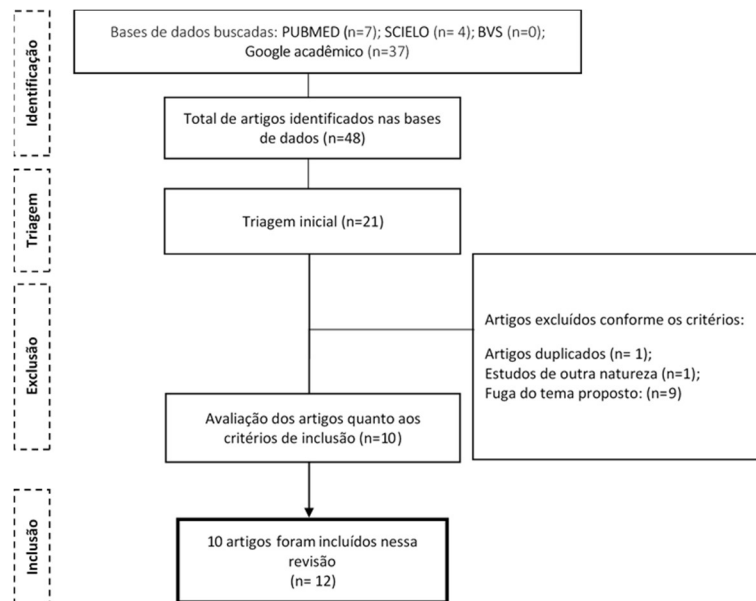 Identificação
Bases de dados buscadas: PUBMED (n=7); SCIELO (n= 4); BVS (n=0);
Google acadêmico (n=37)
Total de artigos identificados nas bases
de dados (n=48)
Triagem
Triagem inicial (n=21)
Exclusão
Artigos excluídos conforme os critérios:
Artigos duplicados (n= 1);
Estudos de outra natureza (n=1);
Fuga do tema proposto: (n=9)
Avaliação dos artigos quanto aos
critérios de inclusão (n=10)
Inclusão
10 artigos foram incluídos nessa
revisão
(n= 12)